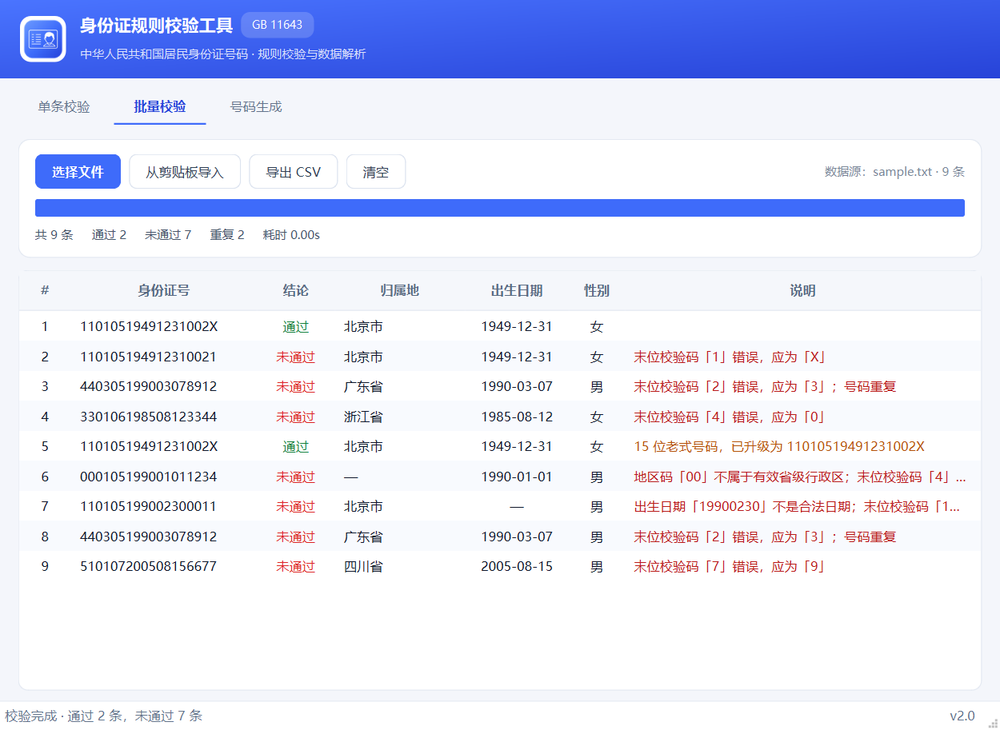 身份证规则校验工具 GB 11643
中华人民共和国居民身份证号码 · 规则校验与数据解析
单条校验 批量校验 号码生成
选择文件 从剪贴板导入 导出 CSV 清空 数据源：sample.txt · 9 条
共 9 条 通过 2 未通过 7 重复 2 耗时 0.00s
# 身份证号 结论 归属地 出生日期 性别 说明
1 11010519491231002X 通过 北京市 1949-12-31 女
2 110105194912310021 未通过 北京市 1949-12-31 女 末位校验码「1」错误，应为「X」
3 440305199003078912 未通过 广东省 1990-03-07 男 末位校验码「2」错误，应为「3」；号码重复
4 330106198508123344 未通过 浙江省 1985-08-12 女 末位校验码「4」错误，应为「0」
5 11010519491231002X 通过 北京市 1949-12-31 女 15 位老式号码，已升级为 11010519491231002X
6 000105199001011234 未通过 — 1990-01-01 男 地区码「00」不属于有效省级行政区；末位校验码「4」...
7 110105199002300011 未通过 北京市 — 男 出生日期「19900230」不是合法日期；末位校验码「1...
8 440305199003078912 未通过 广东省 1990-03-07 男 末位校验码「2」错误，应为「3」；号码重复
9 510107200508156677 未通过 四川省 2005-08-15 男 末位校验码「7」错误，应为「9」
校验完成 · 通过 2 条，未通过 7 条 v2.0